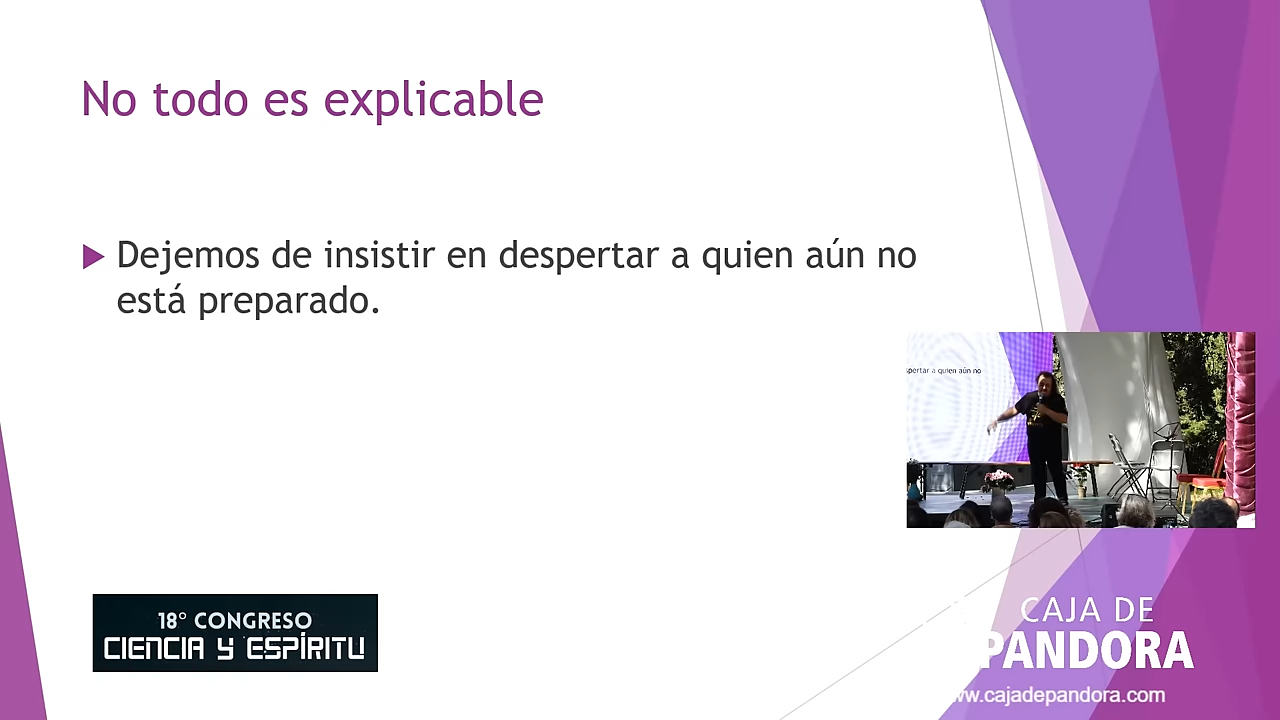 No todo es explicable
Dejemos de insistir en despertar a quien aún no
está preparado.
spertar a quien aún no
18° CONGRESO
CIENCIA Y ESPÍRITU
CAJA DE
PANDORA
www.cajadepandora.com